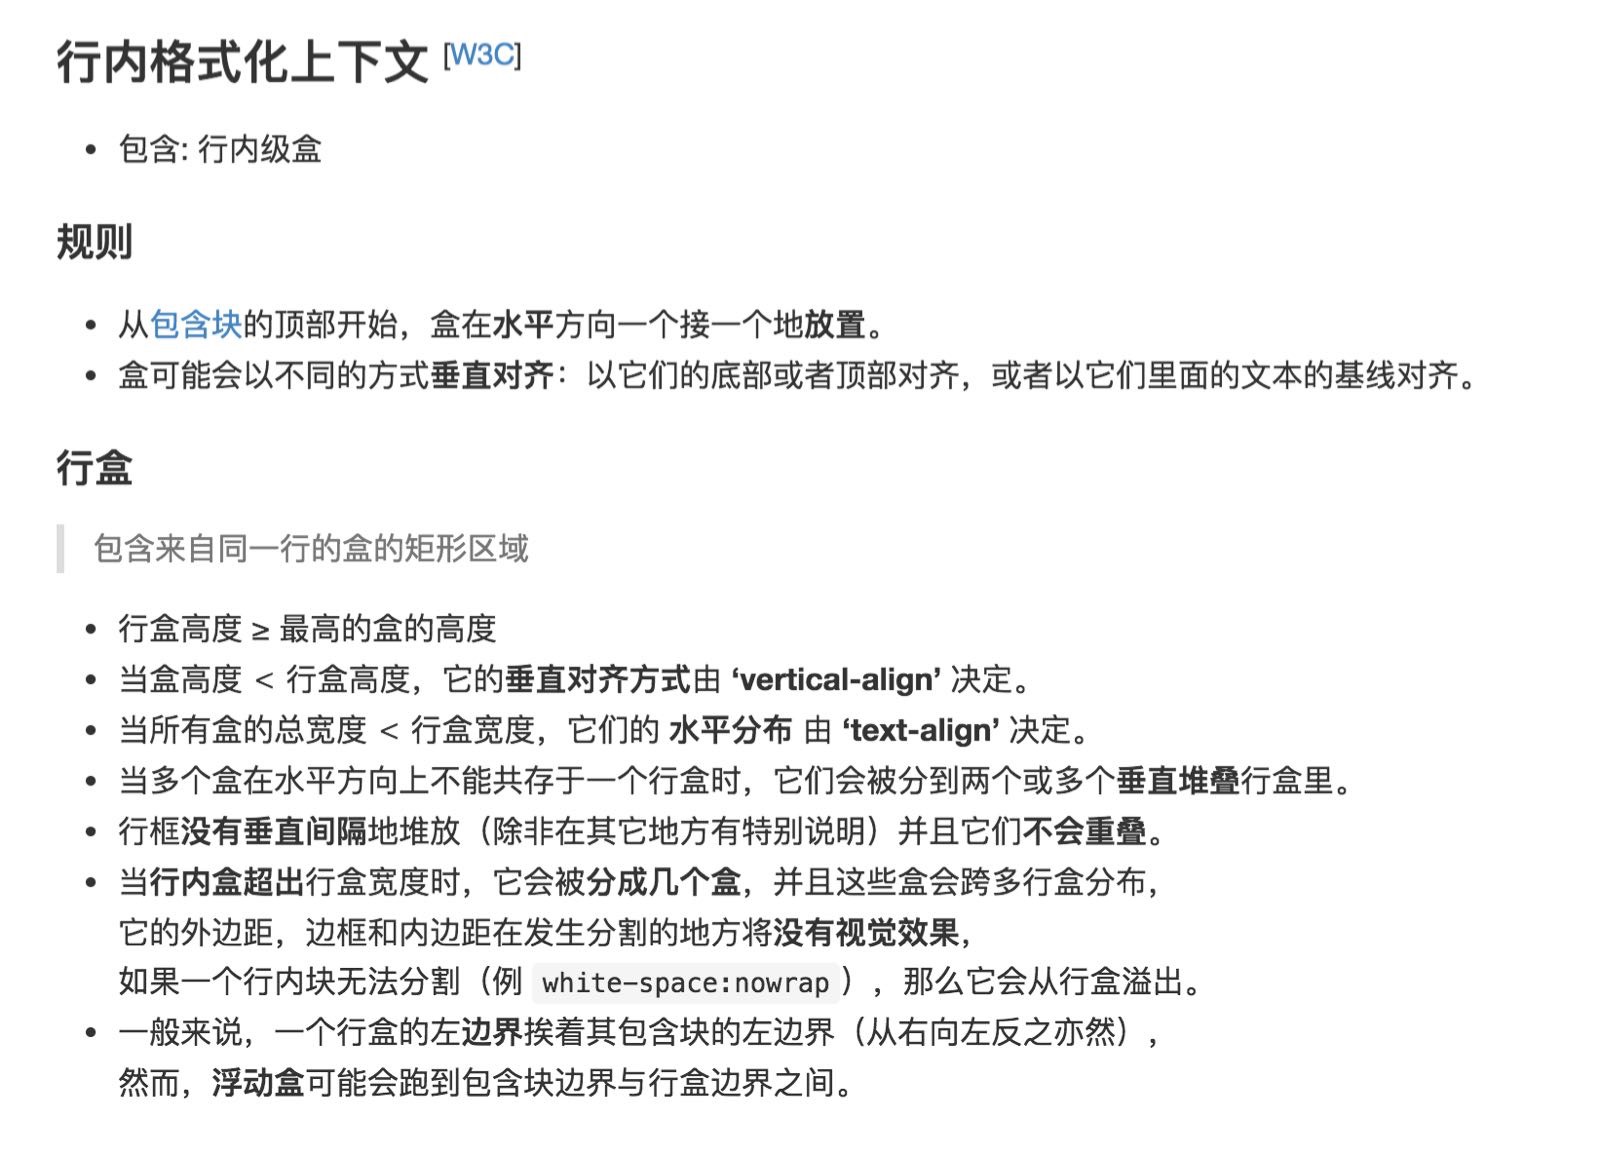 行内格式化上下文 [W3C]
• 包含: 行内级盒
规则
• 从包含块的顶部开始，盒在水平方向一个接一个地放置。
• 盒可能会以不同的方式垂直对齐：以它们的底部或者顶部对齐，或者以它们里面的文本的基线对齐。
行盒
包含来自同一行的盒的矩形区域
• 行盒高度 ≥ 最高的盒的高度
• 当盒高度 < 行盒高度，它的垂直对齐方式由 ‘vertical-align’ 决定。
• 当所有盒的总宽度 < 行盒宽度，它们的 水平分布 由 ‘text-align’ 决定。
• 当多个盒在水平方向上不能共存于一个行盒时，它们会被分到两个或多个垂直堆叠行盒里。
• 行框没有垂直间隔地堆放（除非在其它地方有特别说明）并且它们不会重叠。
• 当行内盒超出行盒宽度时，它会被分成几个盒，并且这些盒会跨多行盒分布，
它的外边距，边框和内边距在发生分割的地方将没有视觉效果，
如果一个行内块无法分割（例 white-space:nowrap ），那么它会从行盒溢出。
• 一般来说，一个行盒的左边界挨着其包含块的左边界（从右向左反之亦然），
然而，浮动盒可能会跑到包含块边界与行盒边界之间。